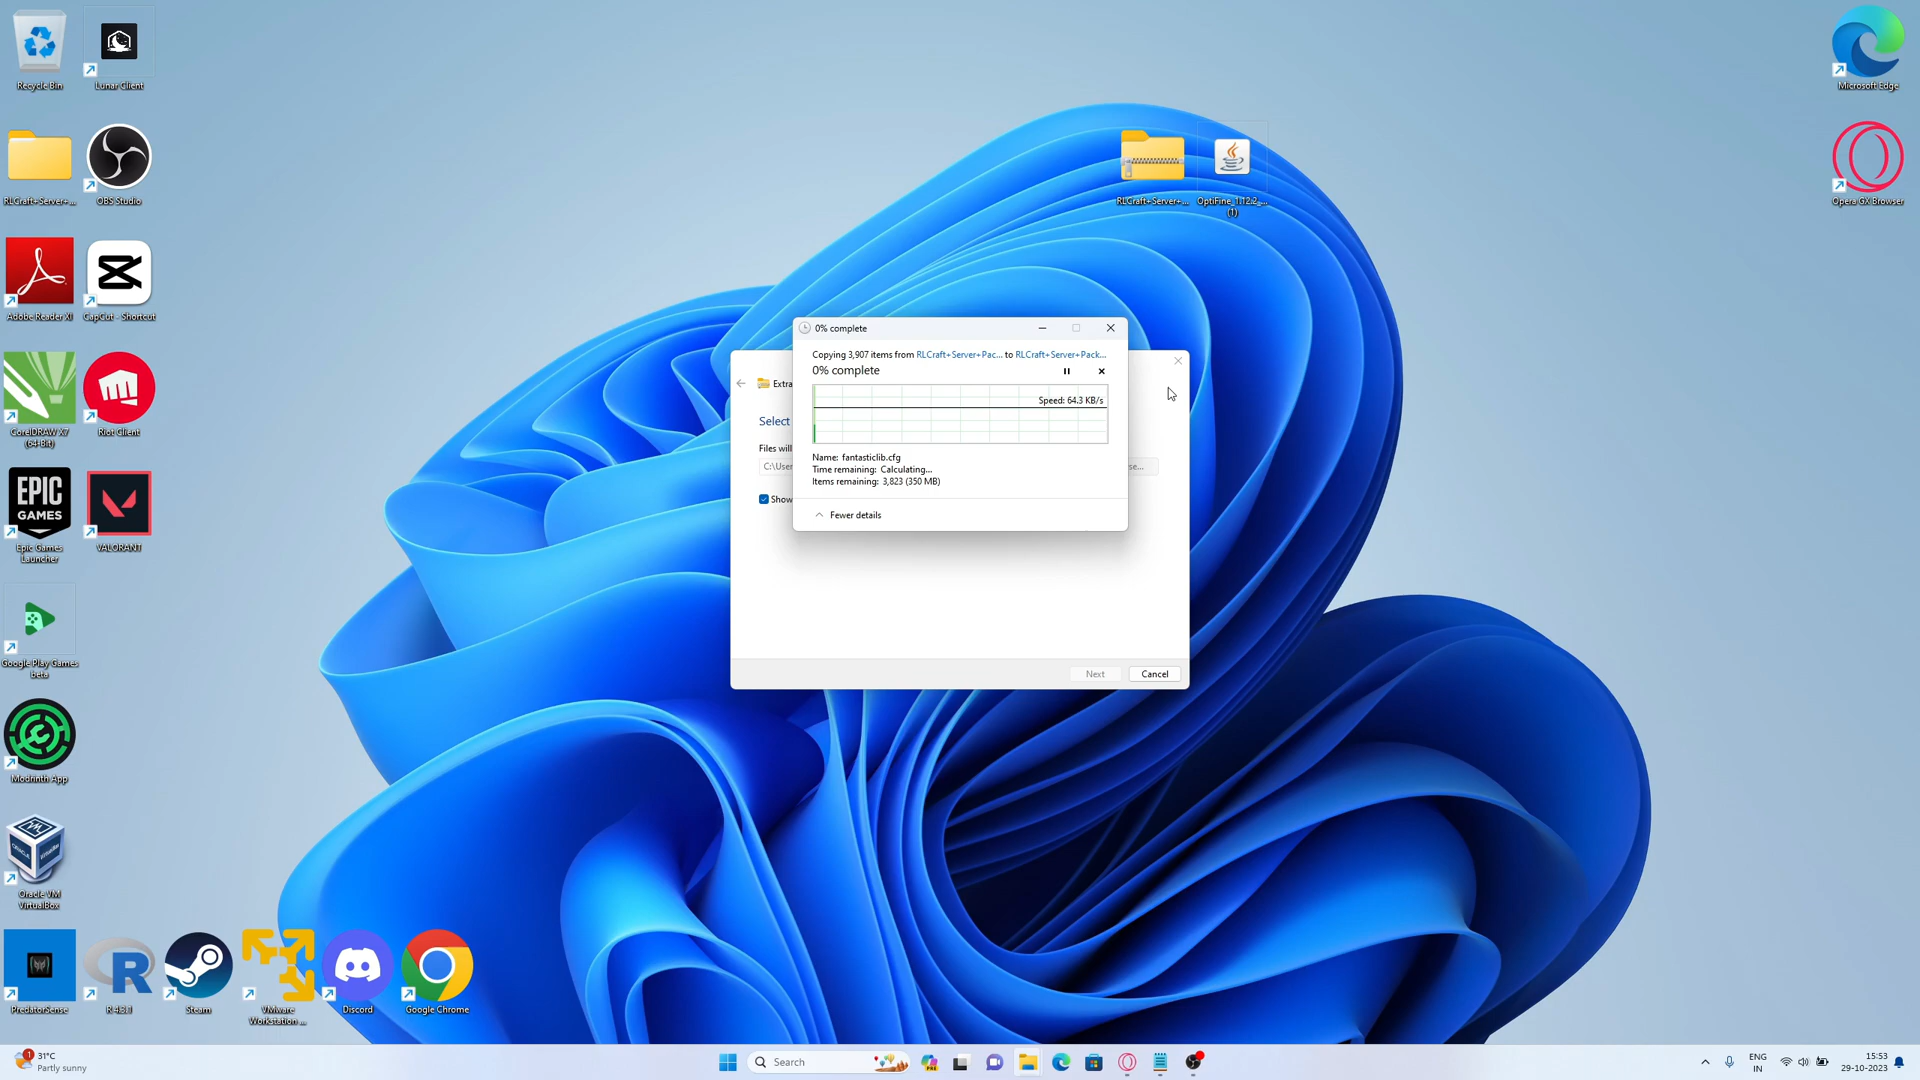 Recycle Bin
Lunar Client
RLCraft+Server+...
OBS Studio
Adobe Reader XI
CapCut - Shortcut
CorelDRAW X7
(64-Bit)
Riot Client
EPIC
GAMES
Epic Games
Launcher
VALORANT
Google Play Games
beta
Modrinth App
Oracle VM
VirtualBox
PredatorSense
R
R 4.3.1
Steam
VMware
Workstation ...
Discord
Google Chrome
RLCraft+Server+...
OptiFine_1.12.2_...
(1)
Microsoft Edge
Opera GX Browser
0% complete
Copying 3,907 items from RLCraft+Server+Pac... to RLCraft+Server+Pack...
0% complete
Speed: 64.3 KB/s
Name: fantasticlib.cfg
Time remaining: Calculating...
Items remaining: 3,823 (350 MB)
Fewer details
Extra
Select
Files will
C:\User
se...
Show
Next
Cancel
1
31°C
Partly sunny
Search
PRE
ENG
IN
15:53
29-10-2023